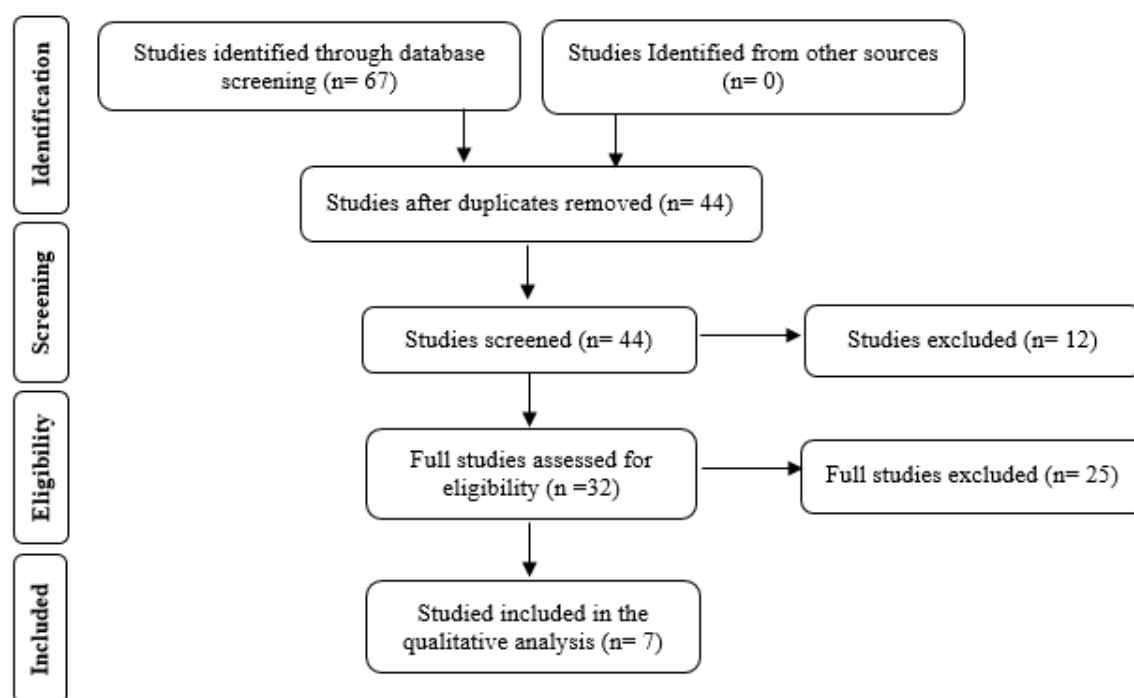 Identification
Studies identified through database
screening (n= 67)
Studies Identified from other sources
(n= 0)
Studies after duplicates removed (n= 44)
Screening
Studies screened (n= 44)
Studies excluded (n= 12)
Eligibility
Full studies assessed for
eligibility (n =32)
Full studies excluded (n= 25)
Included
Studied included in the
qualitative analysis (n= 7)